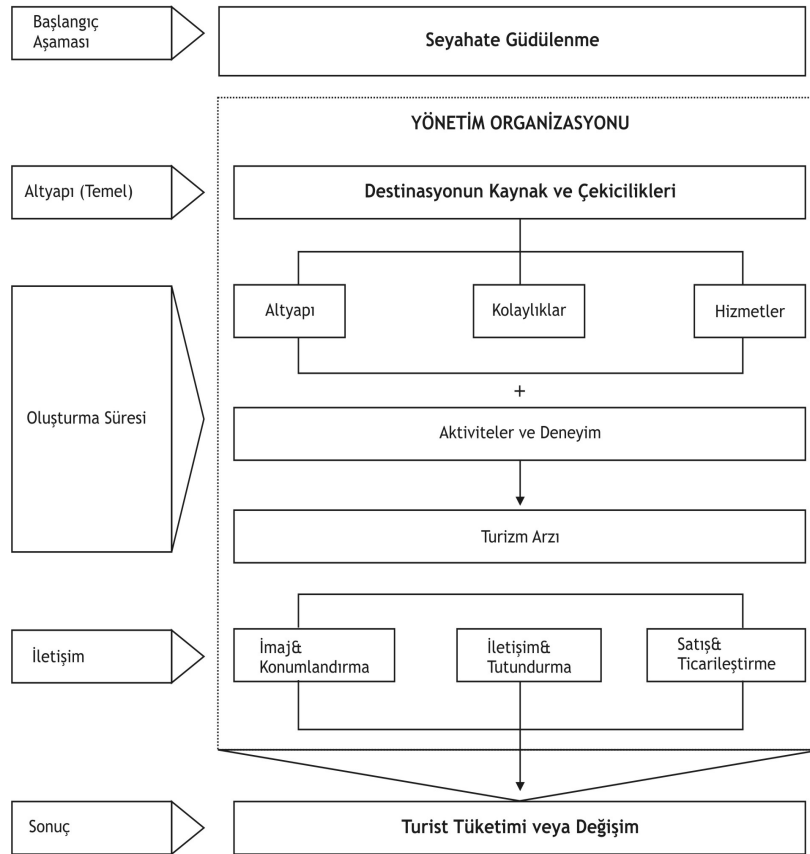 Başlangıç
Aşaması
Seyahate Güdülenme
YÖNETİM ORGANİZASYONU
Altyapı (Temel)
Destinasyonun Kaynak ve Çekicilikleri
Altyapı
Kolaylıklar
Hizmetler
Oluşturma Süresi
+
Aktiviteler ve Deneyim
Turizm Arzı
İletişim
İmaj&
Konumlandırma
İletişim&
Tutundurma
Satış&
Ticarileştirme
Sonuç
Turist Tüketimi veya Değişim